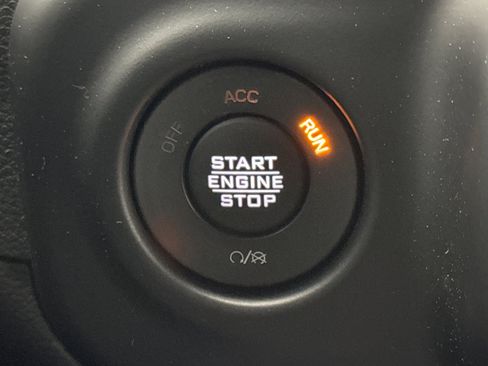 ACC
OFF
RUN
START
ENGINE
STOP